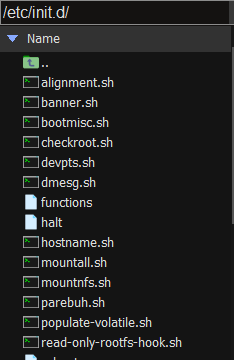 /etc/init.d/
Name
..
alignment.sh
banner.sh
bootmisc.sh
checkroot.sh
devpts.sh
dmesg.sh
functions
halt
hostname.sh
mountall.sh
mountnfs.sh
parebuh.sh
populate-volatile.sh
read-only-rootfs-hook.sh